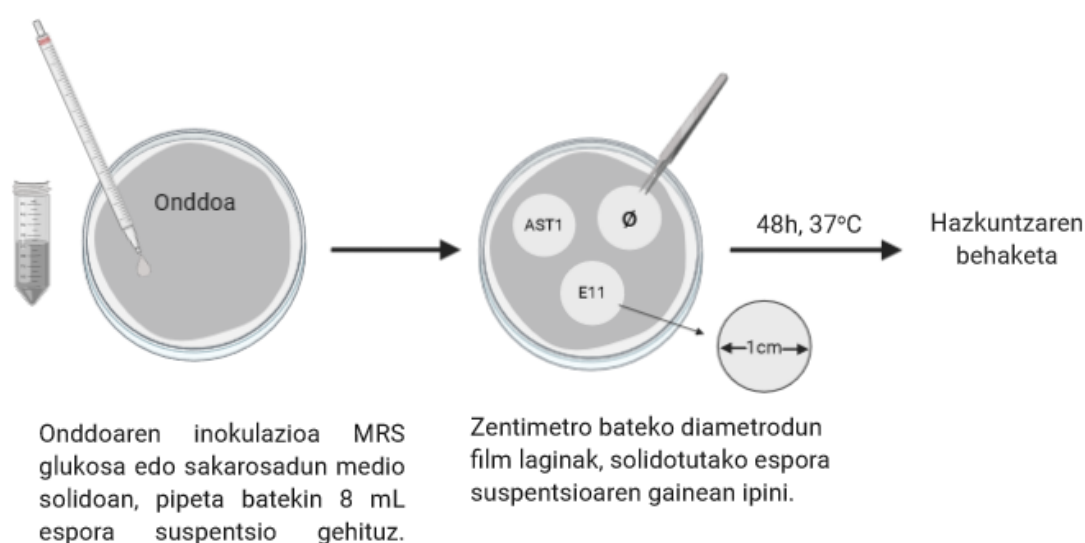 Onddoa
AST1
Ø
E11
1cm
48h, 37ºC
Hazkuntzaren
behaketa
Onddoaren inokulazioa MRS
glukosa edo sakarosadun medio
solidoan, pipeta batekin 8 mL
espora suspentsio gehituz.
Zentimetro bateko diametrodun
film laginak, solidotutako espora
suspentsioaren gainean ipini.